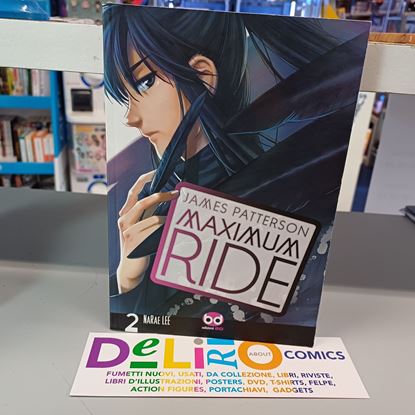 JAMES PATTERSON
MAXIMUM
RIDE
2 NARAE LEE
DeLiRiO ABOUT COMICS
FUMETTI NUOVI, USATI, DA COLLEZIONE, LIBRI, RIVISTE,
LIBRI D'ILLUSTRAZIONI, POSTERS, DVD, T-SHIRTS, FELPE,
ACTION FIGURES, PORTACHIAVI, GADGETS